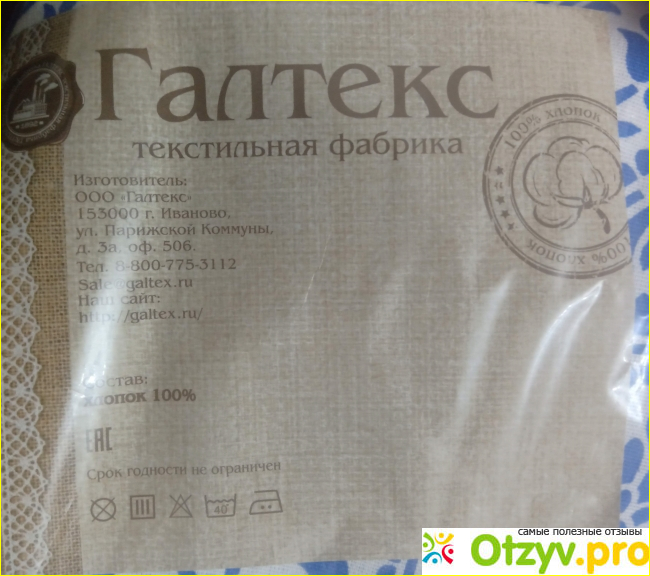 Галтекс
текстильная фабрика
100% ХЛОПОК
100% ХЛОПОК
Изготовитель:
ООО «Галтекс»
153000 г. Иваново,
ул. Парижской Коммуны,
д. 3а, оф. 506.
Тел. 8-800-775-3112
Sale@galtex.ru
Наш сайт:
http://galtex.ru/
Состав:
хлопок 100%
EAC
Срок годности не ограничен
40°
самые полезные отзывы
Otzyv.pro